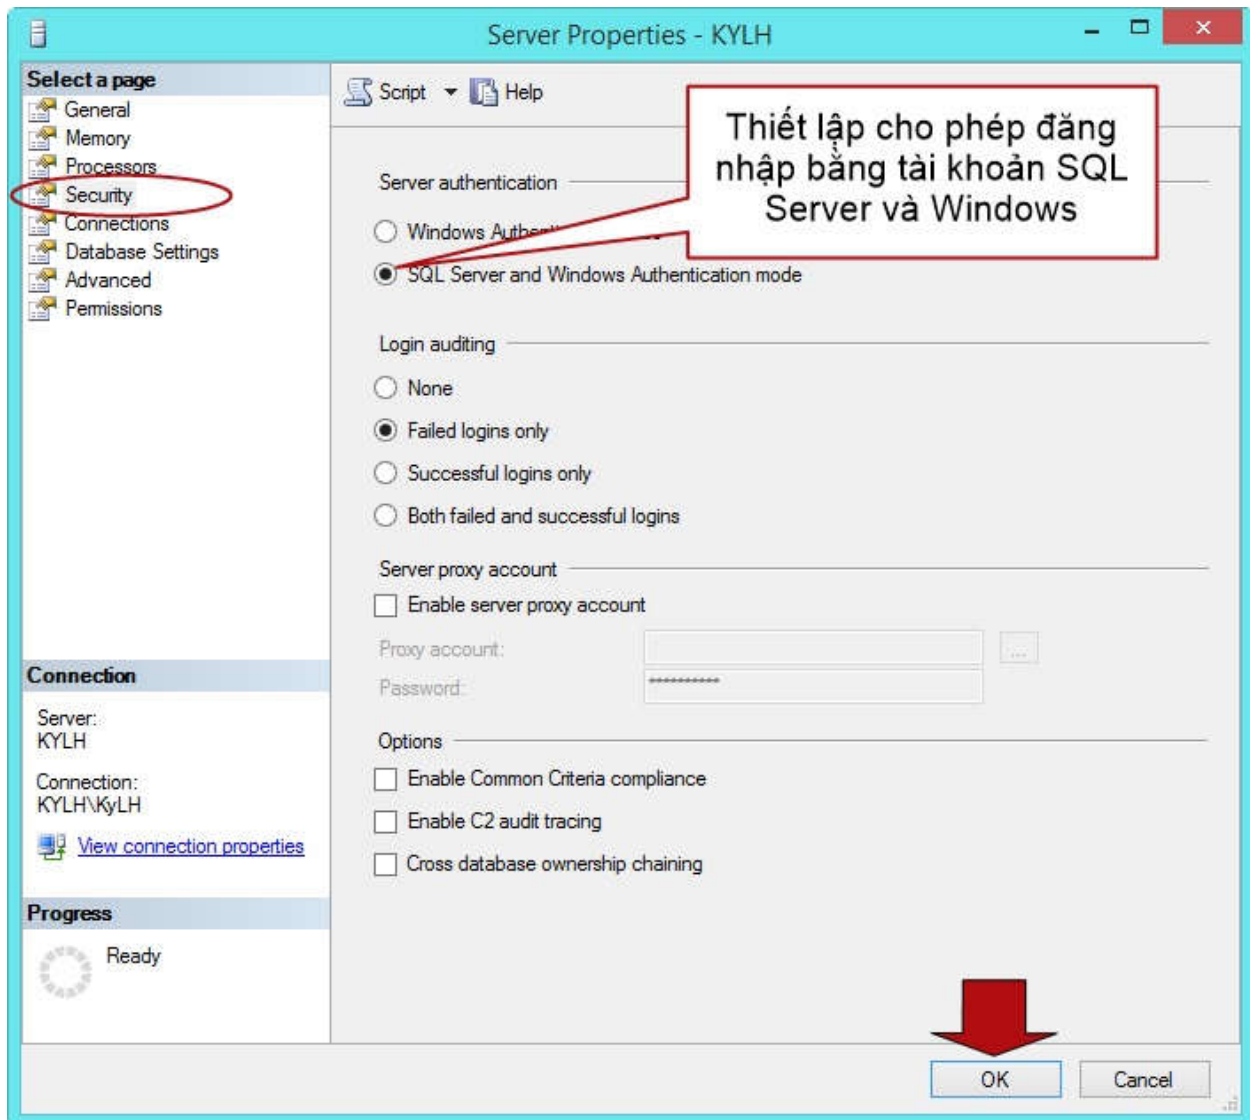 Server Properties - KYLH
Select a page
General
Memory
Processors
Security
Connections
Database Settings
Advanced
Permissions
Script
Help
Thiết lập cho phép đăng
nhập bằng tài khoản SQL
Server và Windows
Server authentication
Windows
SQL Server and Windows Authentication mode
Login auditing
None
Failed logins only
Successful logins only
Both failed and successful logins
Server proxy account
Enable server proxy account
Proxy account:
...
Password:
**********
Options
Enable Common Criteria compliance
Enable C2 audit tracing
Cross database ownership chaining
Connection
Server:
KYLH
Connection:
KYLH\KyLH
View connection properties
Progress
Ready
OK
Cancel